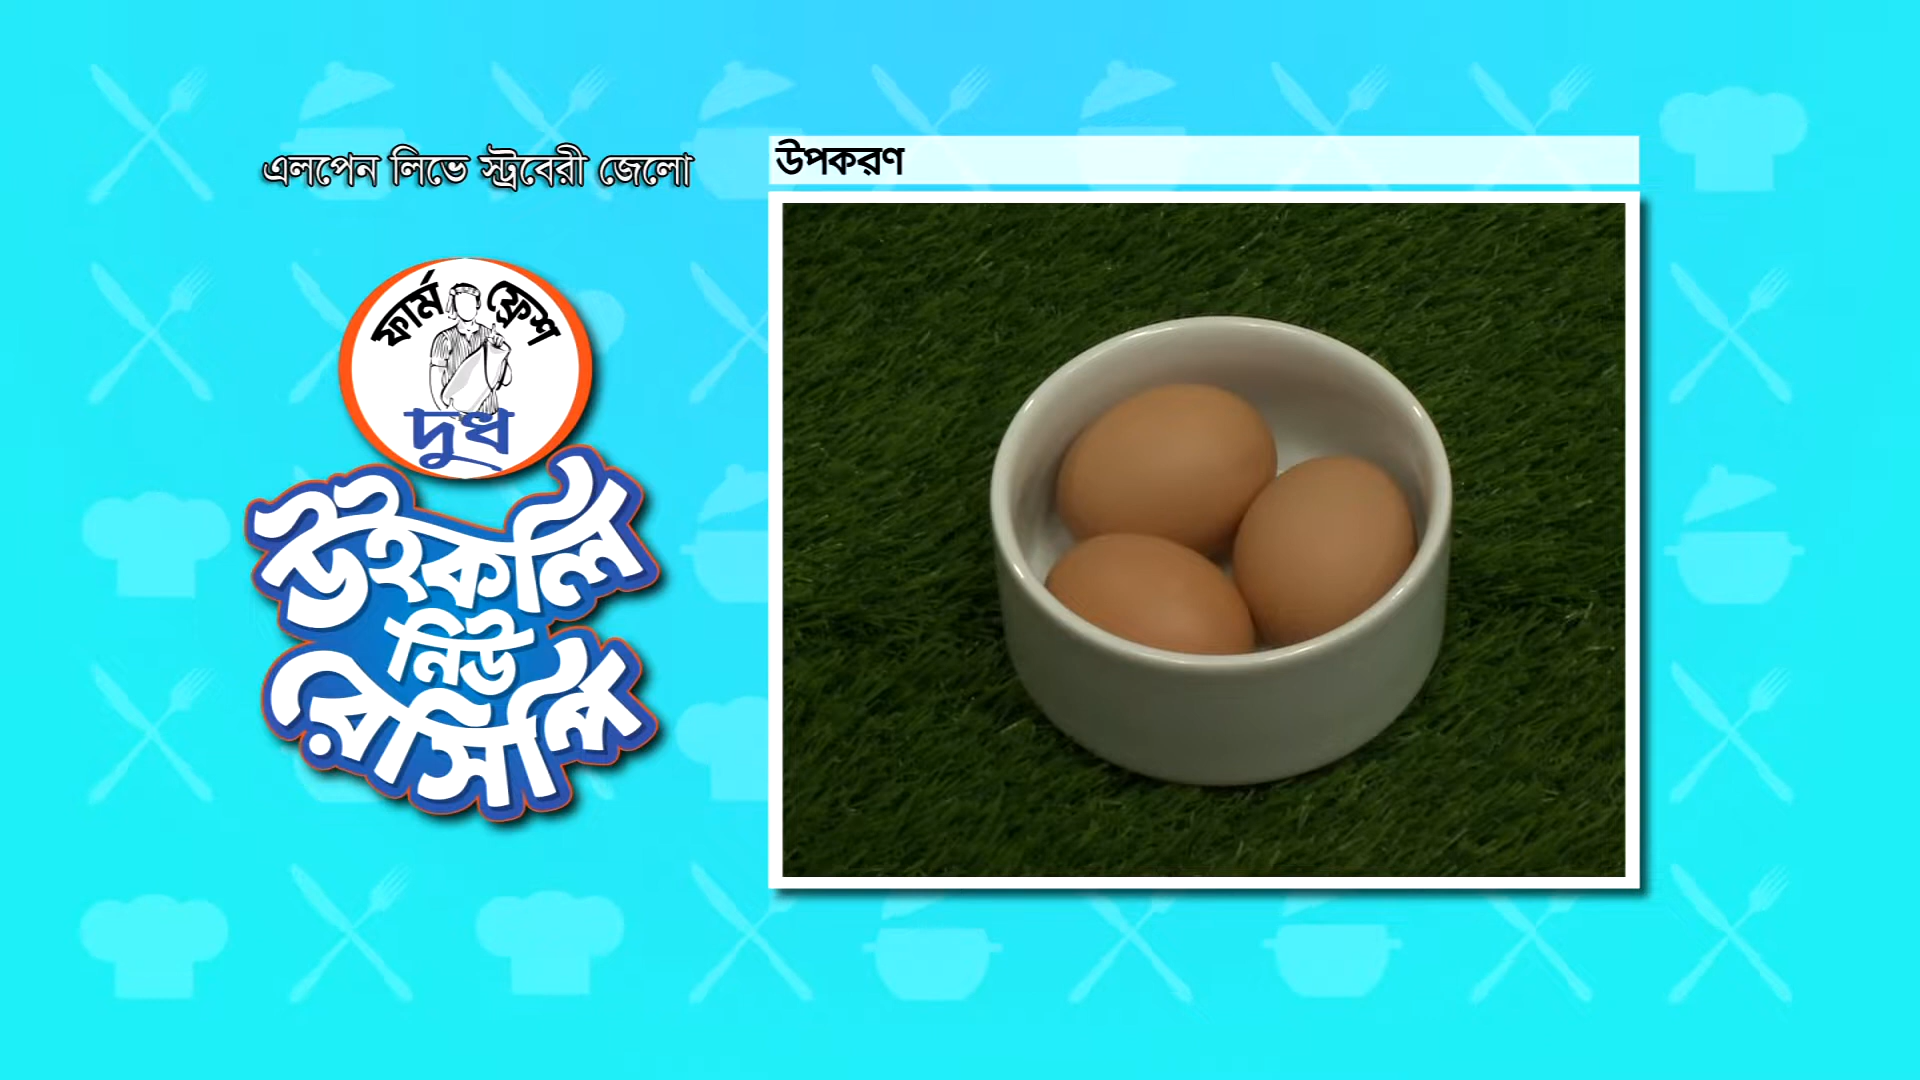 এলপেন লিভে স্ট্রবেরী জেলো
উপকরণ
ফার্ম ফ্রেশ
দুধ
উইকলি
নিউ
রেসিপি